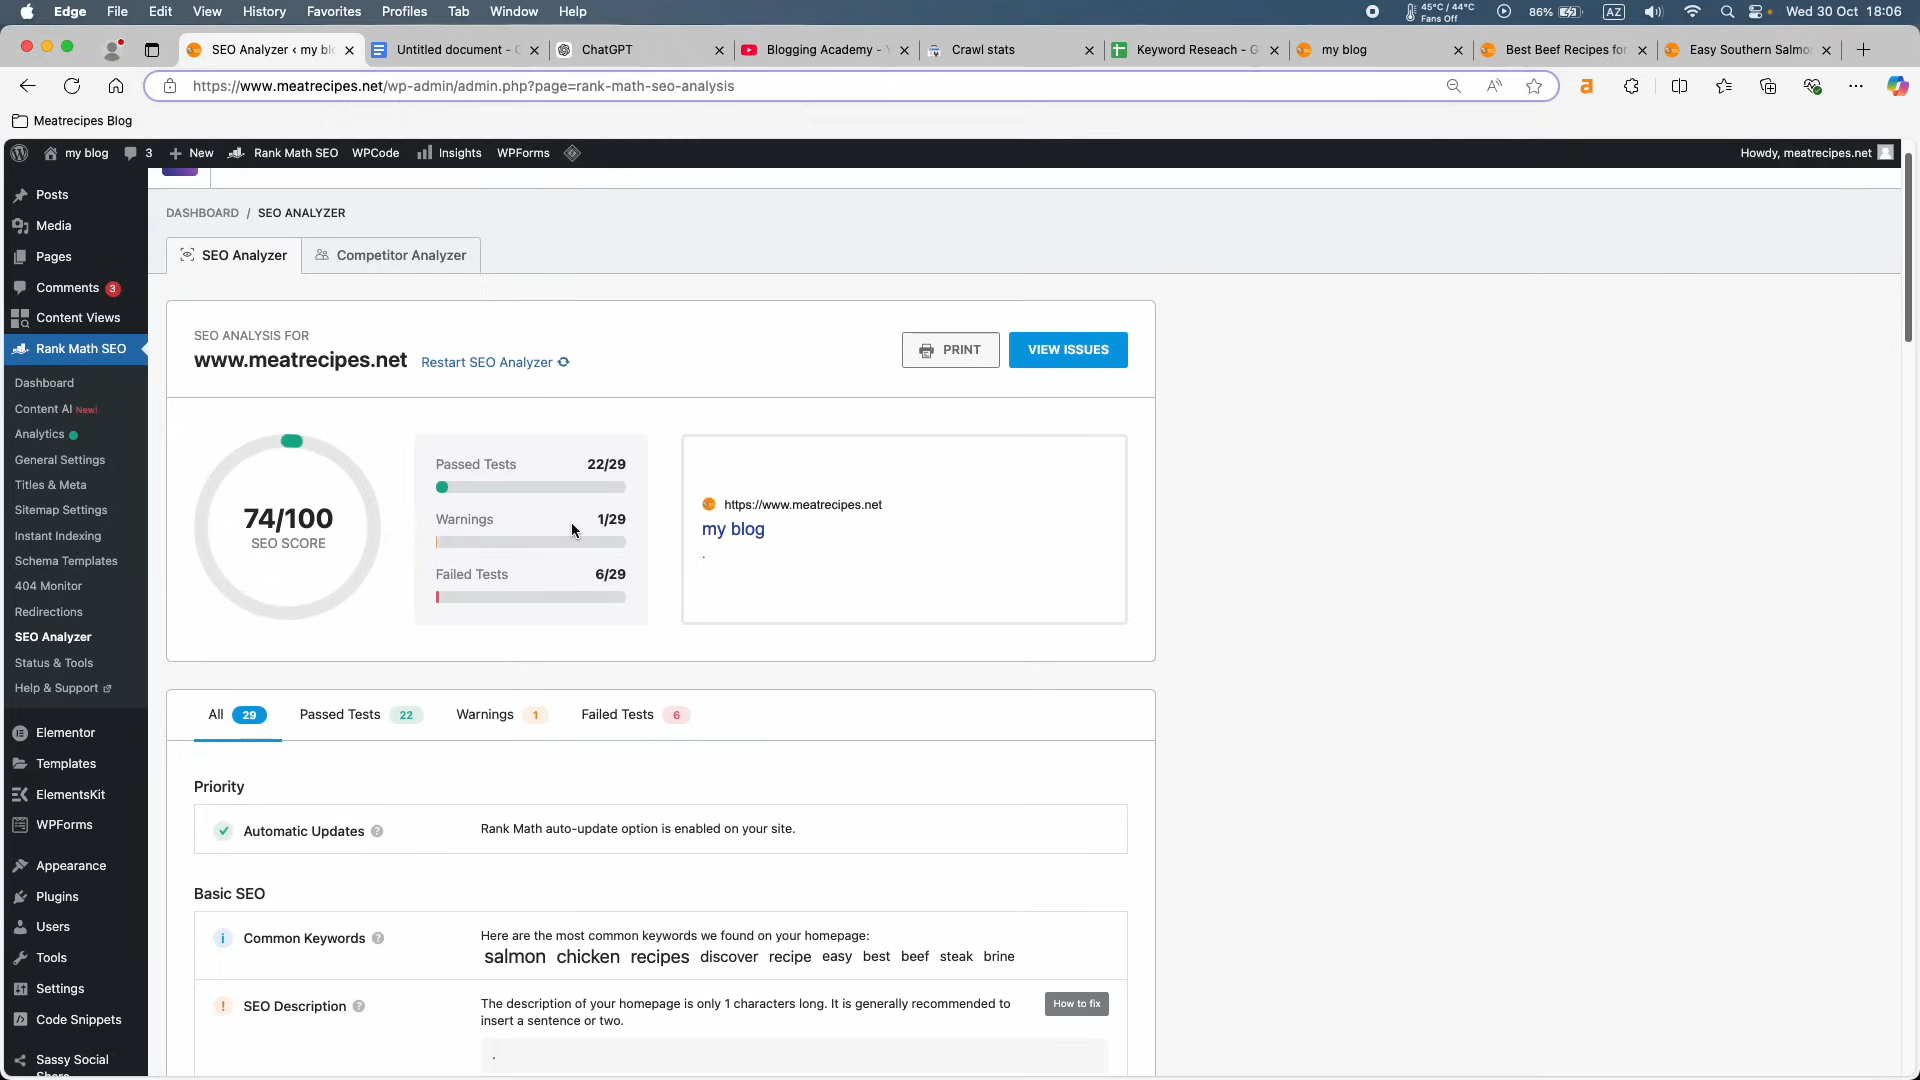 Edge File Edit View History Favorites Profiles Tab Window Help
45°C / 44°C
Fans Off
86% AZ Wed 30 Oct 18:06
SEO Analyzer ‹ my blo
Untitled document - G
ChatGPT
Blogging Academy - Y
Crawl stats
Keyword Reseach - G
my blog
Best Beef Recipes for
Easy Southern Salmo
https://www.meatrecipes.net/wp-admin/admin.php?page=rank-math-seo-analysis
Meatrecipes Blog
my blog 3 New Rank Math SEO WPCode Insights WPForms Howdy, meatrecipes.net
Posts
Media
Pages
Comments 3
Content Views
Rank Math SEO
Dashboard
Content AI New!
Analytics
General Settings
Titles & Meta
Sitemap Settings
Instant Indexing
Schema Templates
404 Monitor
Redirections
SEO Analyzer
Status & Tools
Help & Support
Elementor
Templates
ElementsKit
WPForms
Appearance
Plugins
Users
Tools
Settings
Code Snippets
Sassy Social
Share
DASHBOARD / SEO ANALYZER
SEO Analyzer Competitor Analyzer
SEO ANALYSIS FOR
www.meatrecipes.net Restart SEO Analyzer
PRINT VIEW ISSUES
74/100
SEO SCORE
Passed Tests 22/29
Warnings 1/29
Failed Tests 6/29
https://www.meatrecipes.net
my blog
.
All 29 Passed Tests 22 Warnings 1 Failed Tests 6
Priority
Automatic Updates ? Rank Math auto-update option is enabled on your site.
Basic SEO
Common Keywords ? Here are the most common keywords we found on your homepage:
salmon chicken recipes discover recipe easy best beef steak brine
SEO Description ? The description of your homepage is only 1 characters long. It is generally recommended to
insert a sentence or two.
How to fix
.